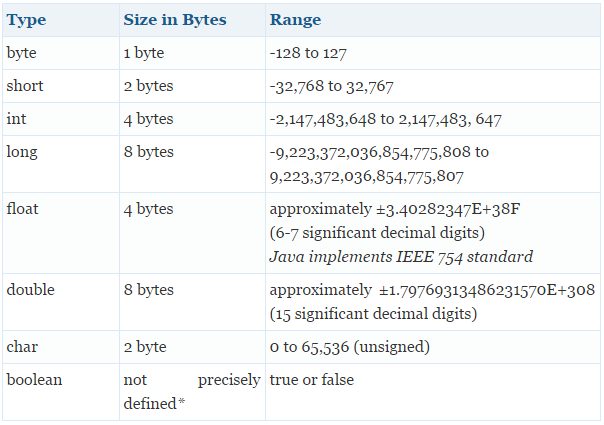 Type Size in Bytes Range
byte 1 byte -128 to 127
short 2 bytes -32,768 to 32,767
int 4 bytes -2,147,483,648 to 2,147,483, 647
long 8 bytes -9,223,372,036,854,775,808 to
9,223,372,036,854,775,807
float 4 bytes approximately ±3.40282347E+38F
(6-7 significant decimal digits)
Java implements IEEE 754 standard
double 8 bytes approximately ±1.79769313486231570E+308
(15 significant decimal digits)
char 2 byte 0 to 65,536 (unsigned)
boolean not precisely true or false
defined*